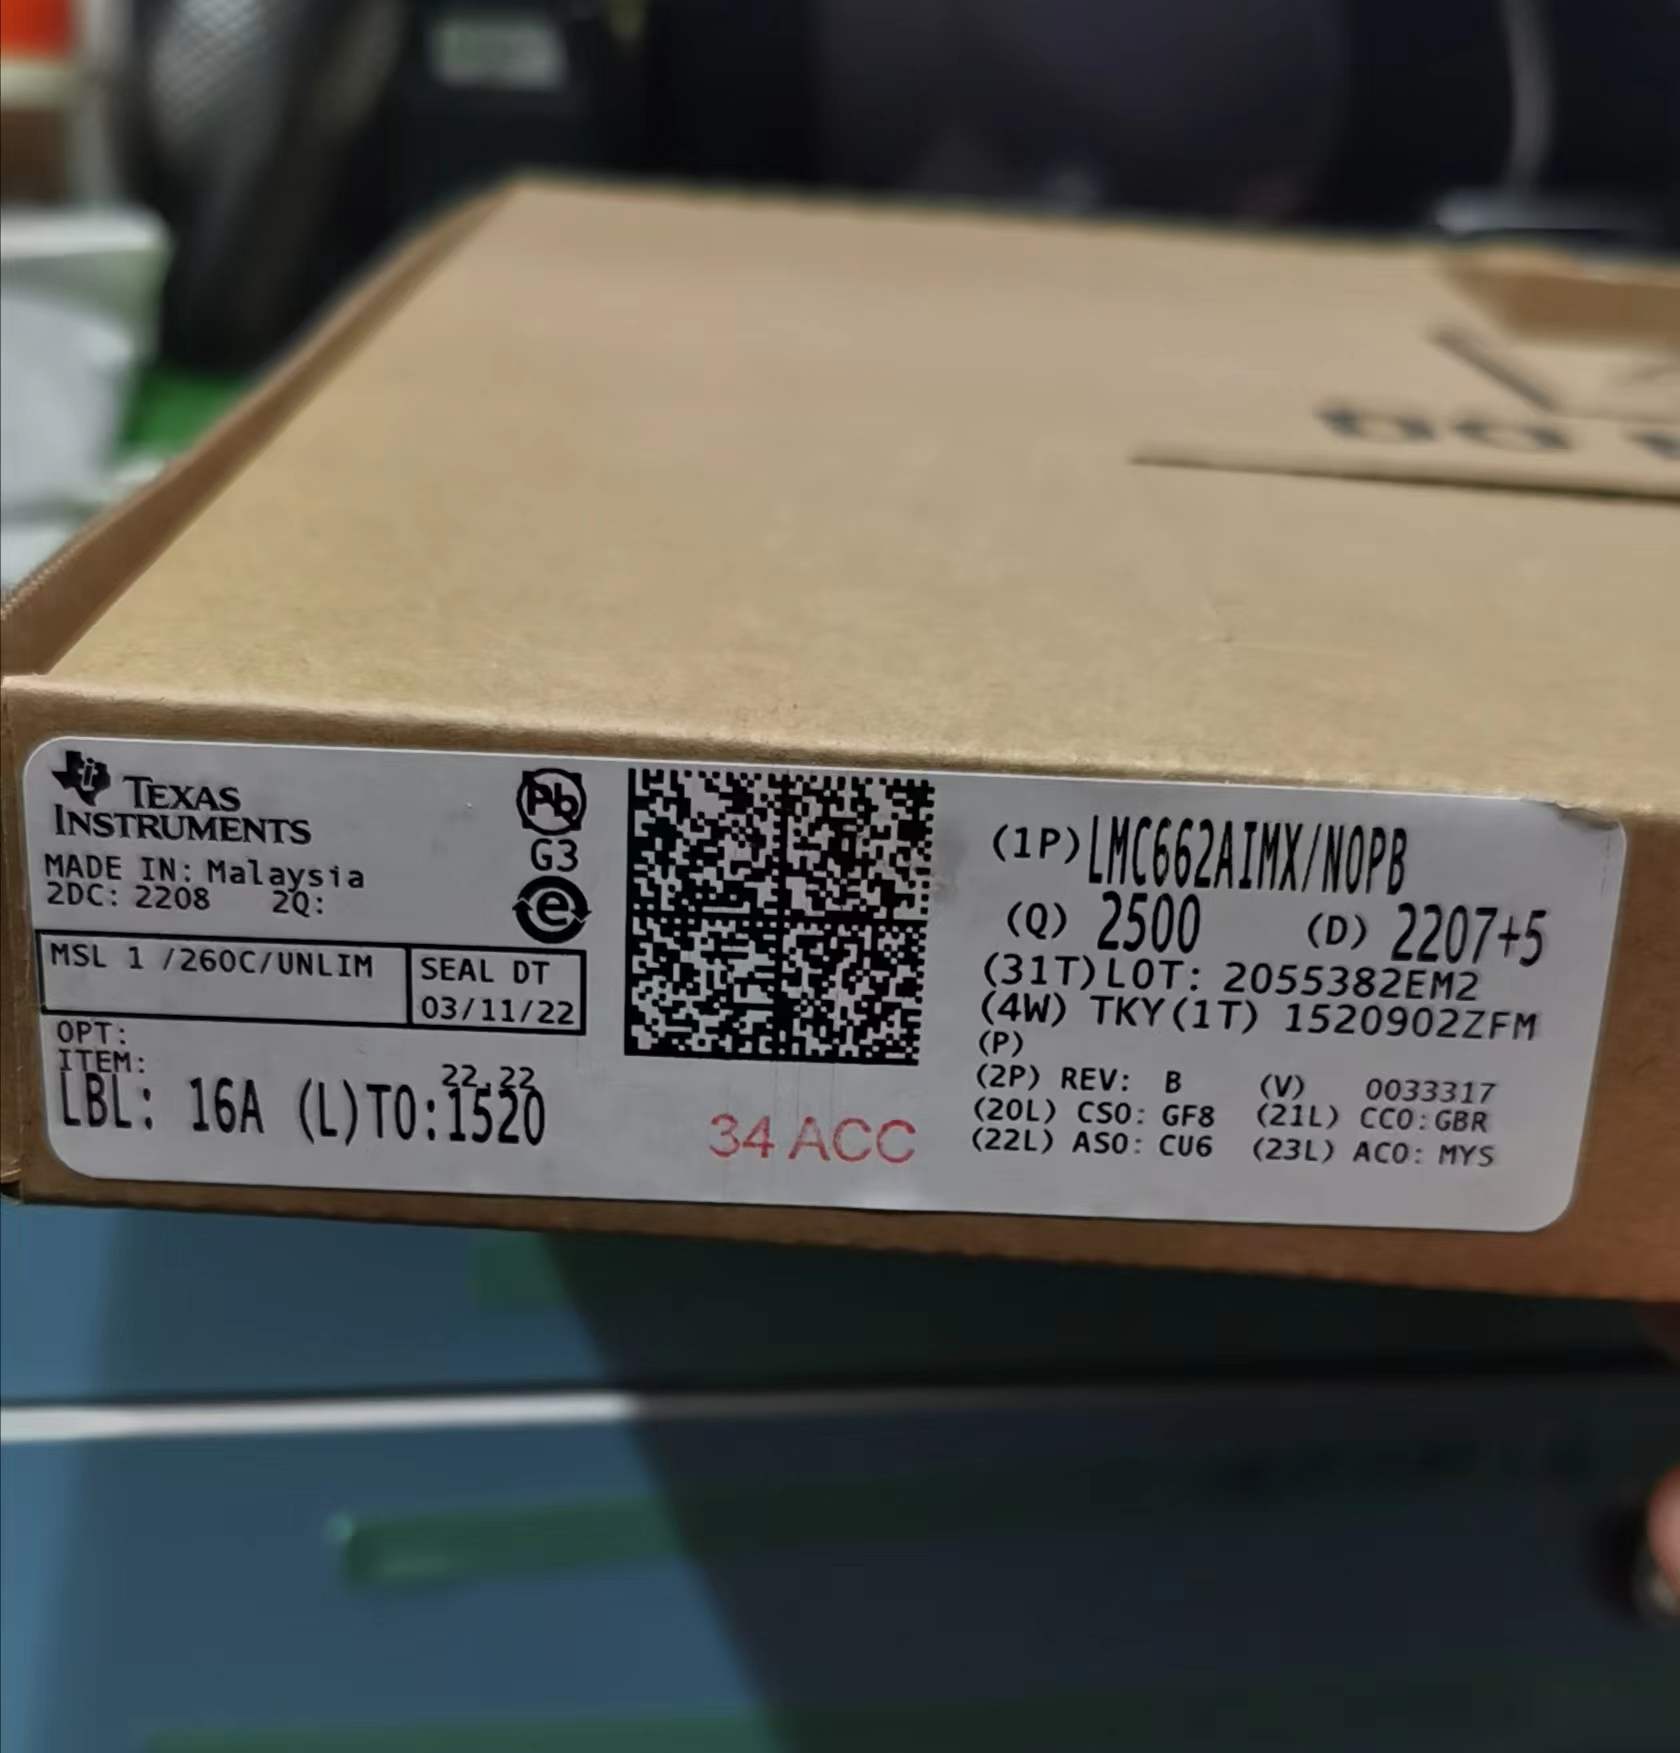 TEXAS
INSTRUMENTS
MADE IN: Malaysia
2DC: 2208 2Q:
MSL 1 /260C/UNLIM
SEAL DT
03/11/22
OPT:
ITEM:
22.22
LBL: 16A (L)TO:1520
Pb
G3
e
34 ACC
(1P) LMC662AIMX/NOPB
(Q) 2500 (D) 2207+5
(31T) LOT: 2055382EM2
(4W) TKY(1T) 1520902ZFM
(P)
(2P) REV: B (V) 0033317
(20L) CSO: GF8 (21L) CCO:GBR
(22L) ASO: CU6 (23L) ACO: MYS